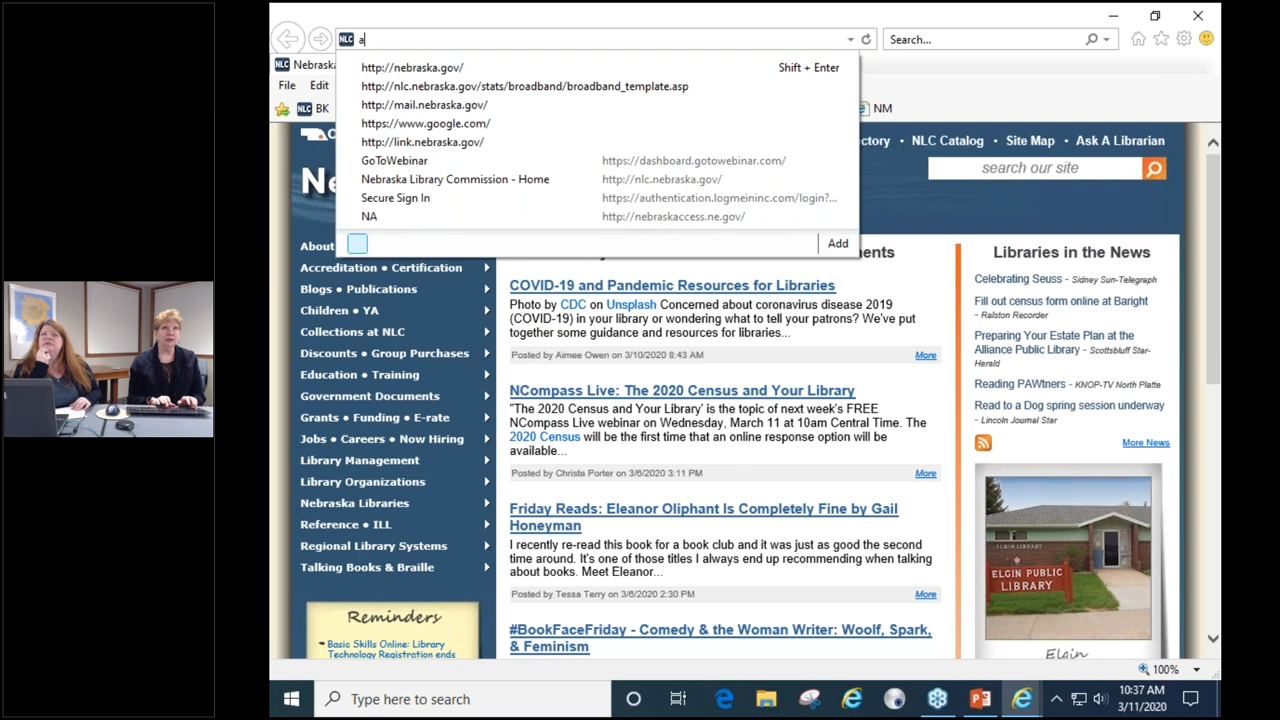 NLC a
Search...
http://nebraska.gov/ Shift + Enter
http://nlc.nebraska.gov/stats/broadband/broadband_template.asp
http://mail.nebraska.gov/
https://www.google.com/
http://link.nebraska.gov/
GoToWebinar https://dashboard.gotowebinar.com/
Nebraska Library Commission - Home http://nlc.nebraska.gov/
Secure Sign In https://authentication.logmeininc.com/login?...
NA http://nebraskaccess.ne.gov/
Add
NLC Nebrask
File Edit
NLC BK
NM
ctory • NLC Catalog • Site Map • Ask A Librarian
Ne
search our site
About
Accreditation • Certification
Blogs • Publications
Children • YA
Collections at NLC
Discounts • Group Purchases
Education • Training
Government Documents
Grants • Funding • E-rate
Jobs • Careers • Now Hiring
Library Management
Library Organizations
Nebraska Libraries
Reference • ILL
Regional Library Systems
Talking Books & Braille
Reminders
Basic Skills Online: Library
Technology Registration ends
ments
COVID-19 and Pandemic Resources for Libraries
Photo by CDC on Unsplash Concerned about coronavirus disease 2019
(COVID-19) in your library or wondering what to tell your patrons? We've put
together some guidance and resources for libraries...
Posted by Aimee Owen on 3/10/2020 8:43 AM More
NCompass Live: The 2020 Census and Your Library
"The 2020 Census and Your Library' is the topic of next week's FREE
NCompass Live webinar on Wednesday, March 11 at 10am Central Time. The
2020 Census will be the first time that an online response option will be
available...
Posted by Christa Porter on 3/6/2020 3:11 PM More
Friday Reads: Eleanor Oliphant Is Completely Fine by Gail
Honeyman
I recently re-read this book for a book club and it was just as good the second
time around. It's one of those titles I always end up recommending when talking
about books. Meet Eleanor...
Posted by Tessa Terry on 3/6/2020 2:30 PM More
#BookFaceFriday - Comedy & the Woman Writer: Woolf, Spark,
& Feminism
Libraries in the News
Celebrating Seuss - Sidney Sun-Telegraph
Fill out census form online at Baright
- Ralston Recorder
Preparing Your Estate Plan at the
Alliance Public Library - Scottsbluff Star-
Herald
Reading PAWtners - KNOP-TV North Platte
Read to a Dog spring session underway
- Lincoln Journal Star
More News
ELGIN LIBRARY
ELGIN PUBLIC
LIBRARY
Elgin
100%
Type here to search
10:37 AM
3/11/2020